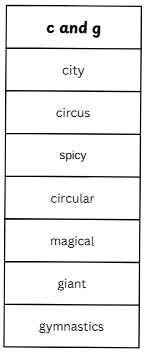 c and g
city
circus
spicy
circular
magical
giant
gymnastics